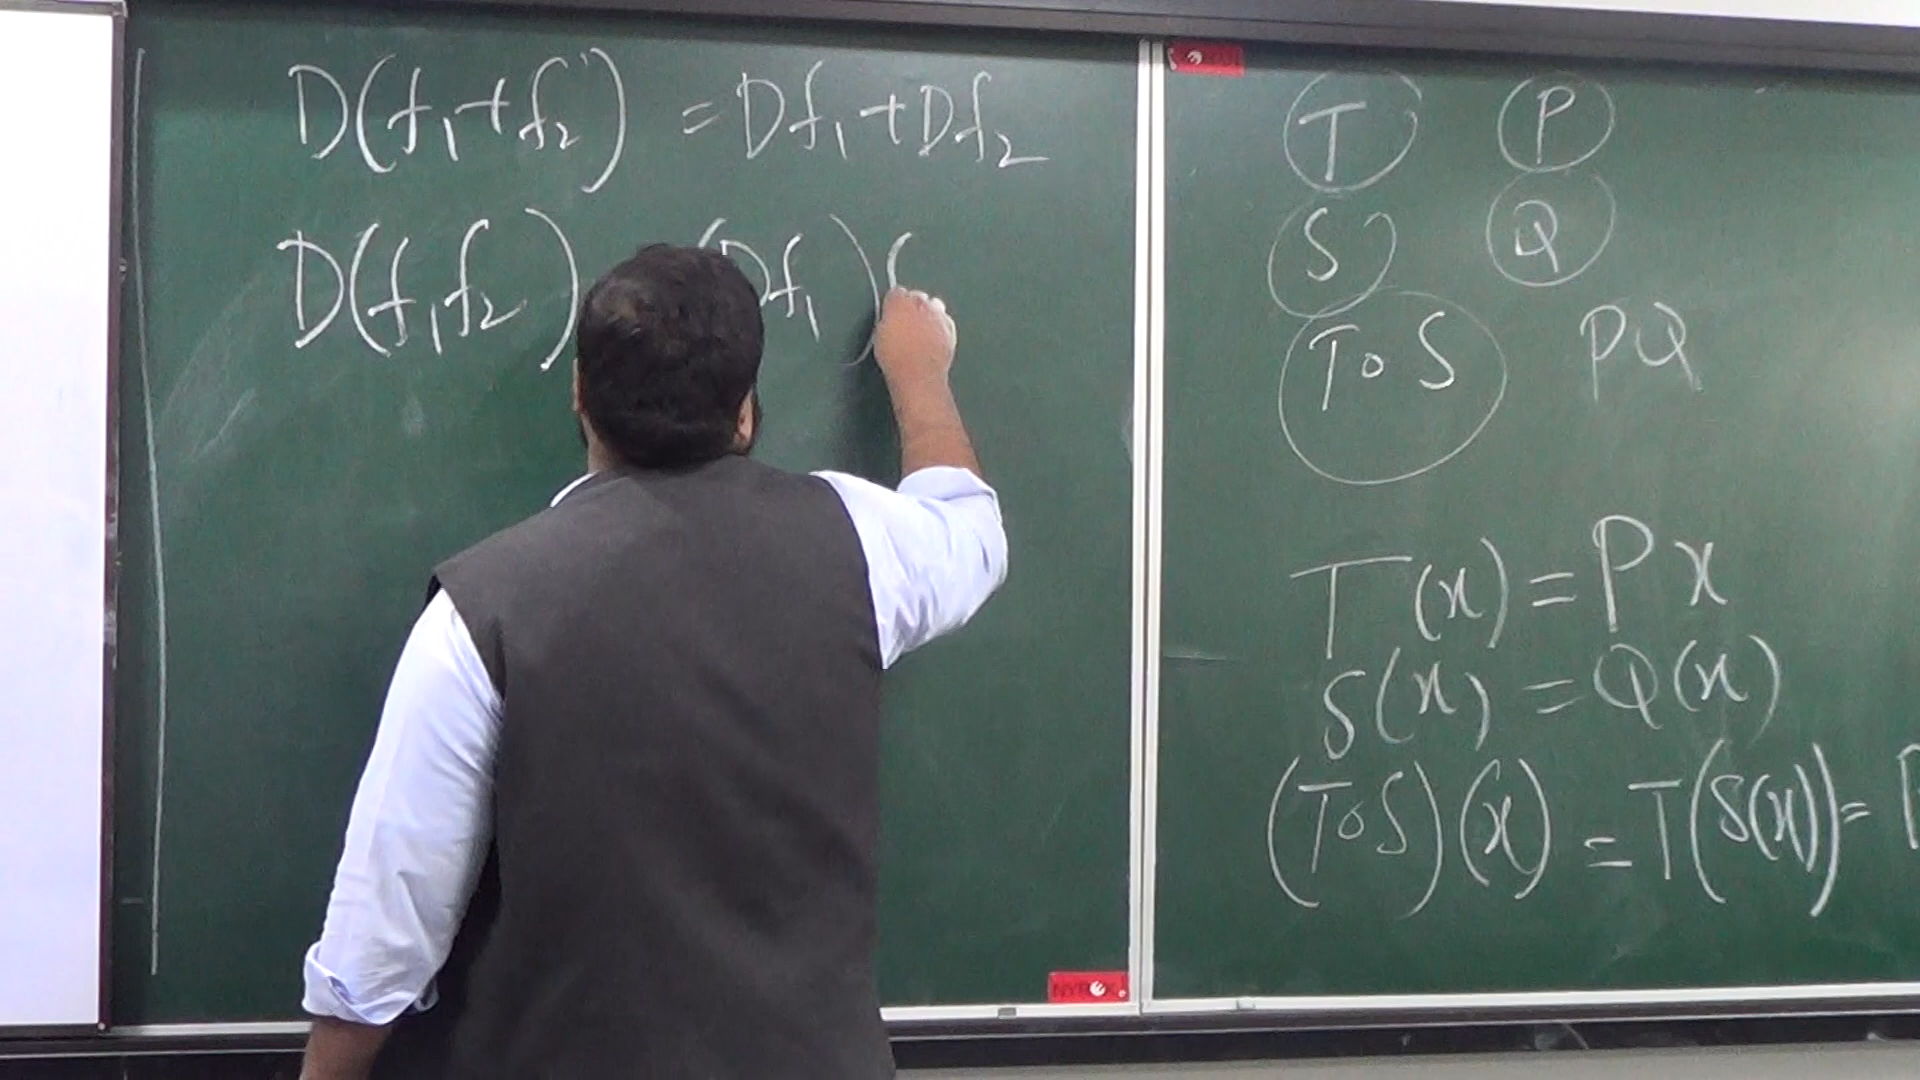 D(f₁+f₂) = Df₁+Df₂
D(f₁f₂) (Df₁)f
T P
S Q
T∘S PQ
T(x) = Px
S(x) = Q(x)
(T∘S)(x) = T(S(x)) =